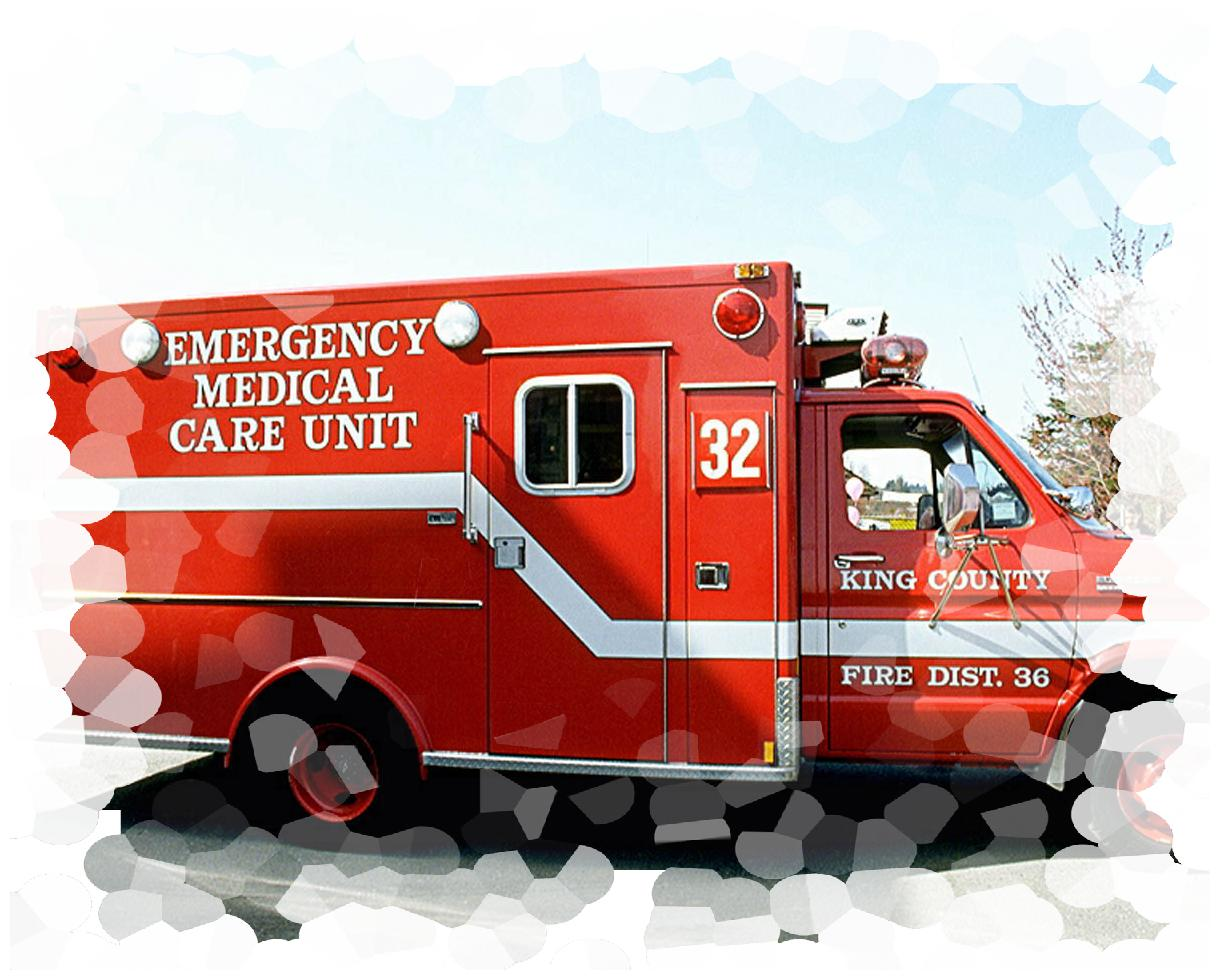 EMERGENCY
MEDICAL
CARE UNIT
32
KING COUNTY
FIRE DIST. 36